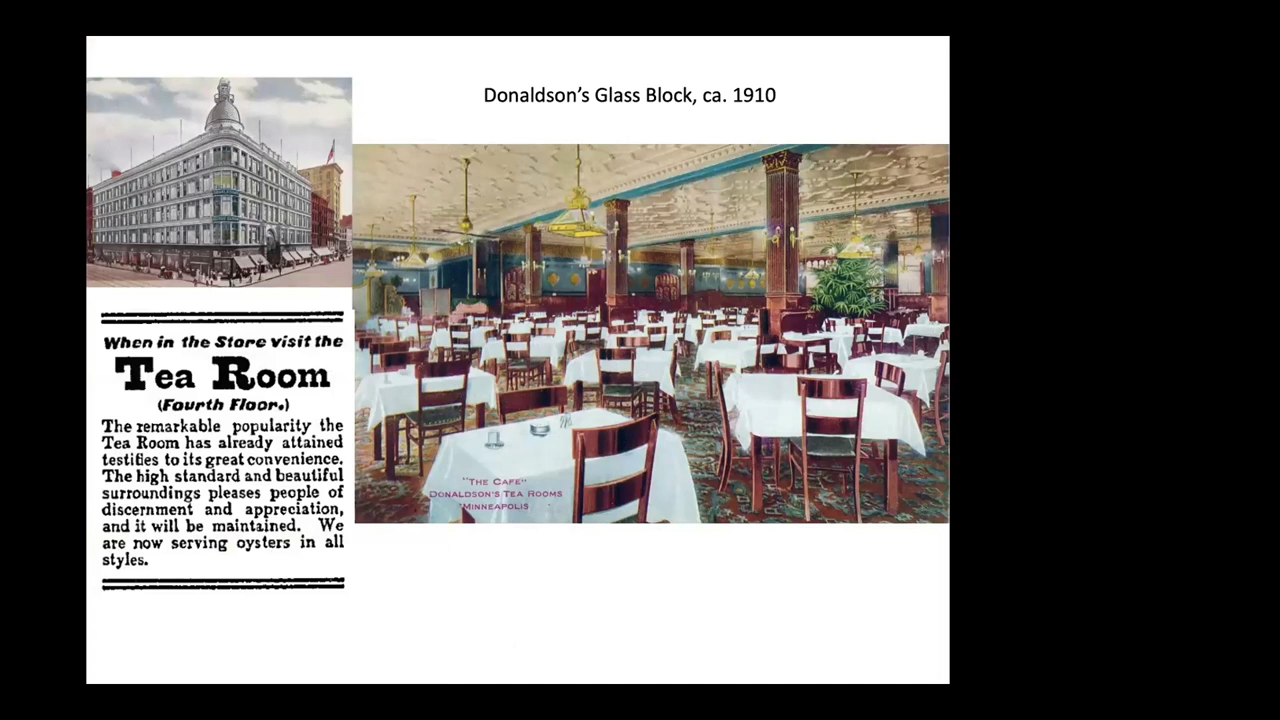 Donaldson’s Glass Block, ca. 1910
When in the Store visit the
Tea Room
(Fourth Floor.)
The remarkable popularity the
Tea Room has already attained
testifies to its great convenience.
The high standard and beautiful
surroundings pleases people of
discernment and appreciation,
and it will be maintained. We
are now serving oysters in all
styles.
"THE CAFE"
DONALDSON'S TEA ROOMS
MINNEAPOLIS